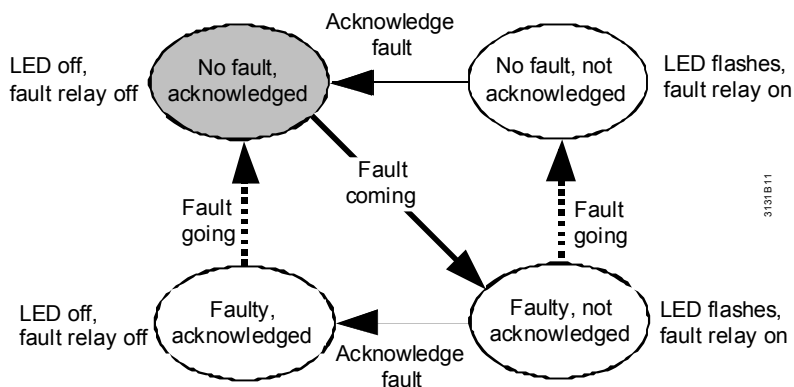 Acknowledge
fault
LED off,
fault relay off
No fault,
acknowledged
No fault, not
acknowledged
LED flashes,
fault relay on
Fault
coming
Fault
going
Fault
going
3131B11
LED off,
fault relay off
Faulty,
acknowledged
Acknowledge
fault
Faulty, not
acknowledged
LED flashes,
fault relay on